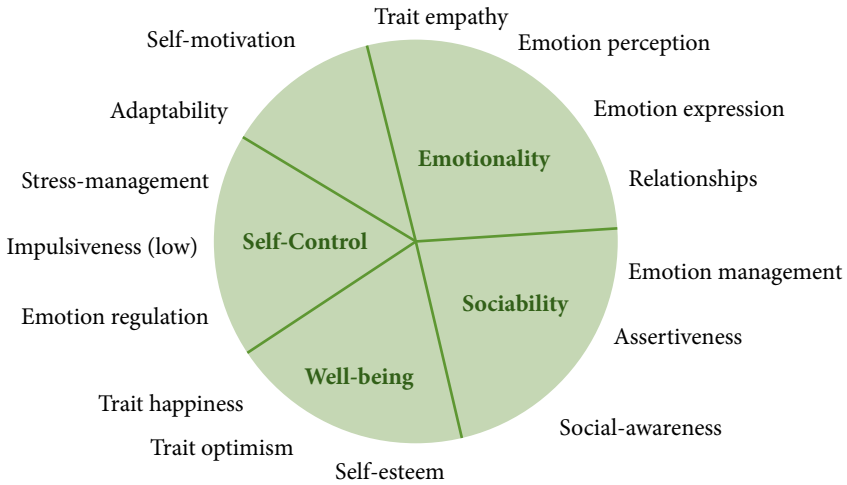 Trait empathy
Self-motivation
Emotion perception
Adaptability
Emotion expression
Emotionality
Stress-management
Relationships
Impulsiveness (low)
Self-Control
Emotion management
Sociability
Emotion regulation
Assertiveness
Well-being
Trait happiness
Social-awareness
Trait optimism
Self-esteem